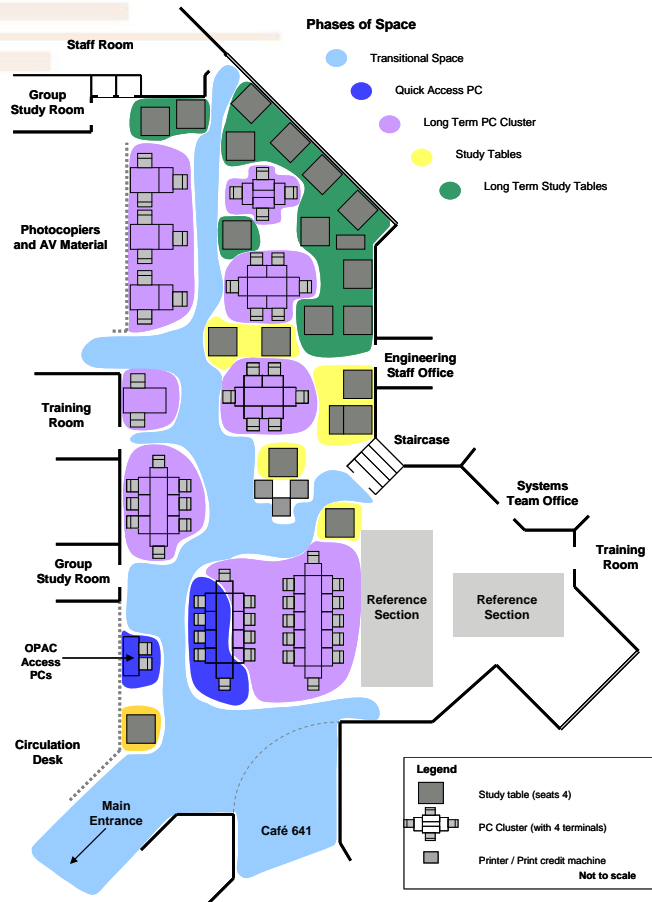 Phases of Space
Staff Room
Transitional Space
Quick Access PC
Group
Study Room
Long Term PC Cluster
Study Tables
Long Term Study Tables
Photocopiers
and AV Material
Engineering
Staff Office
Training
Room
Staircase
Systems
Team Office
Training
Room
Group
Study Room
Reference
Section
Reference
Section
OPAC
Access
PCs
Circulation
Desk
Main
Entrance
Café 641
Legend
Study table (seats 4)
PC Cluster (with 4 terminals)
Printer / Print credit machine
Not to scale